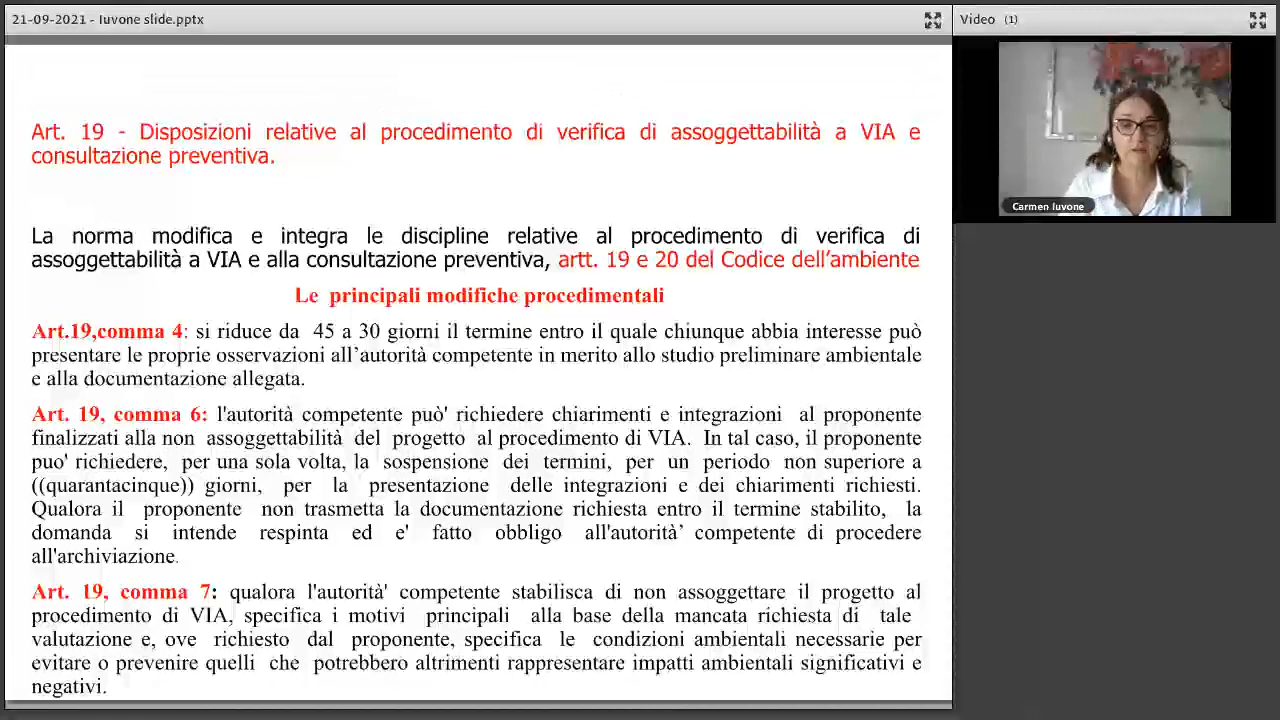 21-09-2021 - Iuvone slide.pptx
Video (1)
Carmen Iuvone
Art. 19 - Disposizioni relative al procedimento di verifica di assoggettabilità a VIA e
consultazione preventiva.
La norma modifica e integra le discipline relative al procedimento di verifica di
assoggettabilità a VIA e alla consultazione preventiva, artt. 19 e 20 del Codice dell’ambiente
Le principali modifiche procedimentali
Art.19,comma 4: si riduce da 45 a 30 giorni il termine entro il quale chiunque abbia interesse può
presentare le proprie osservazioni all’autorità competente in merito allo studio preliminare ambientale
e alla documentazione allegata.
Art. 19, comma 6: l'autorità competente può' richiedere chiarimenti e integrazioni al proponente
finalizzati alla non assoggettabilità del progetto al procedimento di VIA. In tal caso, il proponente
puo' richiedere, per una sola volta, la sospensione dei termini, per un periodo non superiore a
((quarantacinque)) giorni, per la presentazione delle integrazioni e dei chiarimenti richiesti.
Qualora il proponente non trasmetta la documentazione richiesta entro il termine stabilito, la
domanda si intende respinta ed e' fatto obbligo all'autorità’ competente di procedere
all'archiviazione.
Art. 19, comma 7: qualora l'autorità' competente stabilisca di non assoggettare il progetto al
procedimento di VIA, specifica i motivi principali alla base della mancata richiesta di tale
valutazione e, ove richiesto dal proponente, specifica le condizioni ambientali necessarie per
evitare o prevenire quelli che potrebbero altrimenti rappresentare impatti ambientali significativi e
negativi.